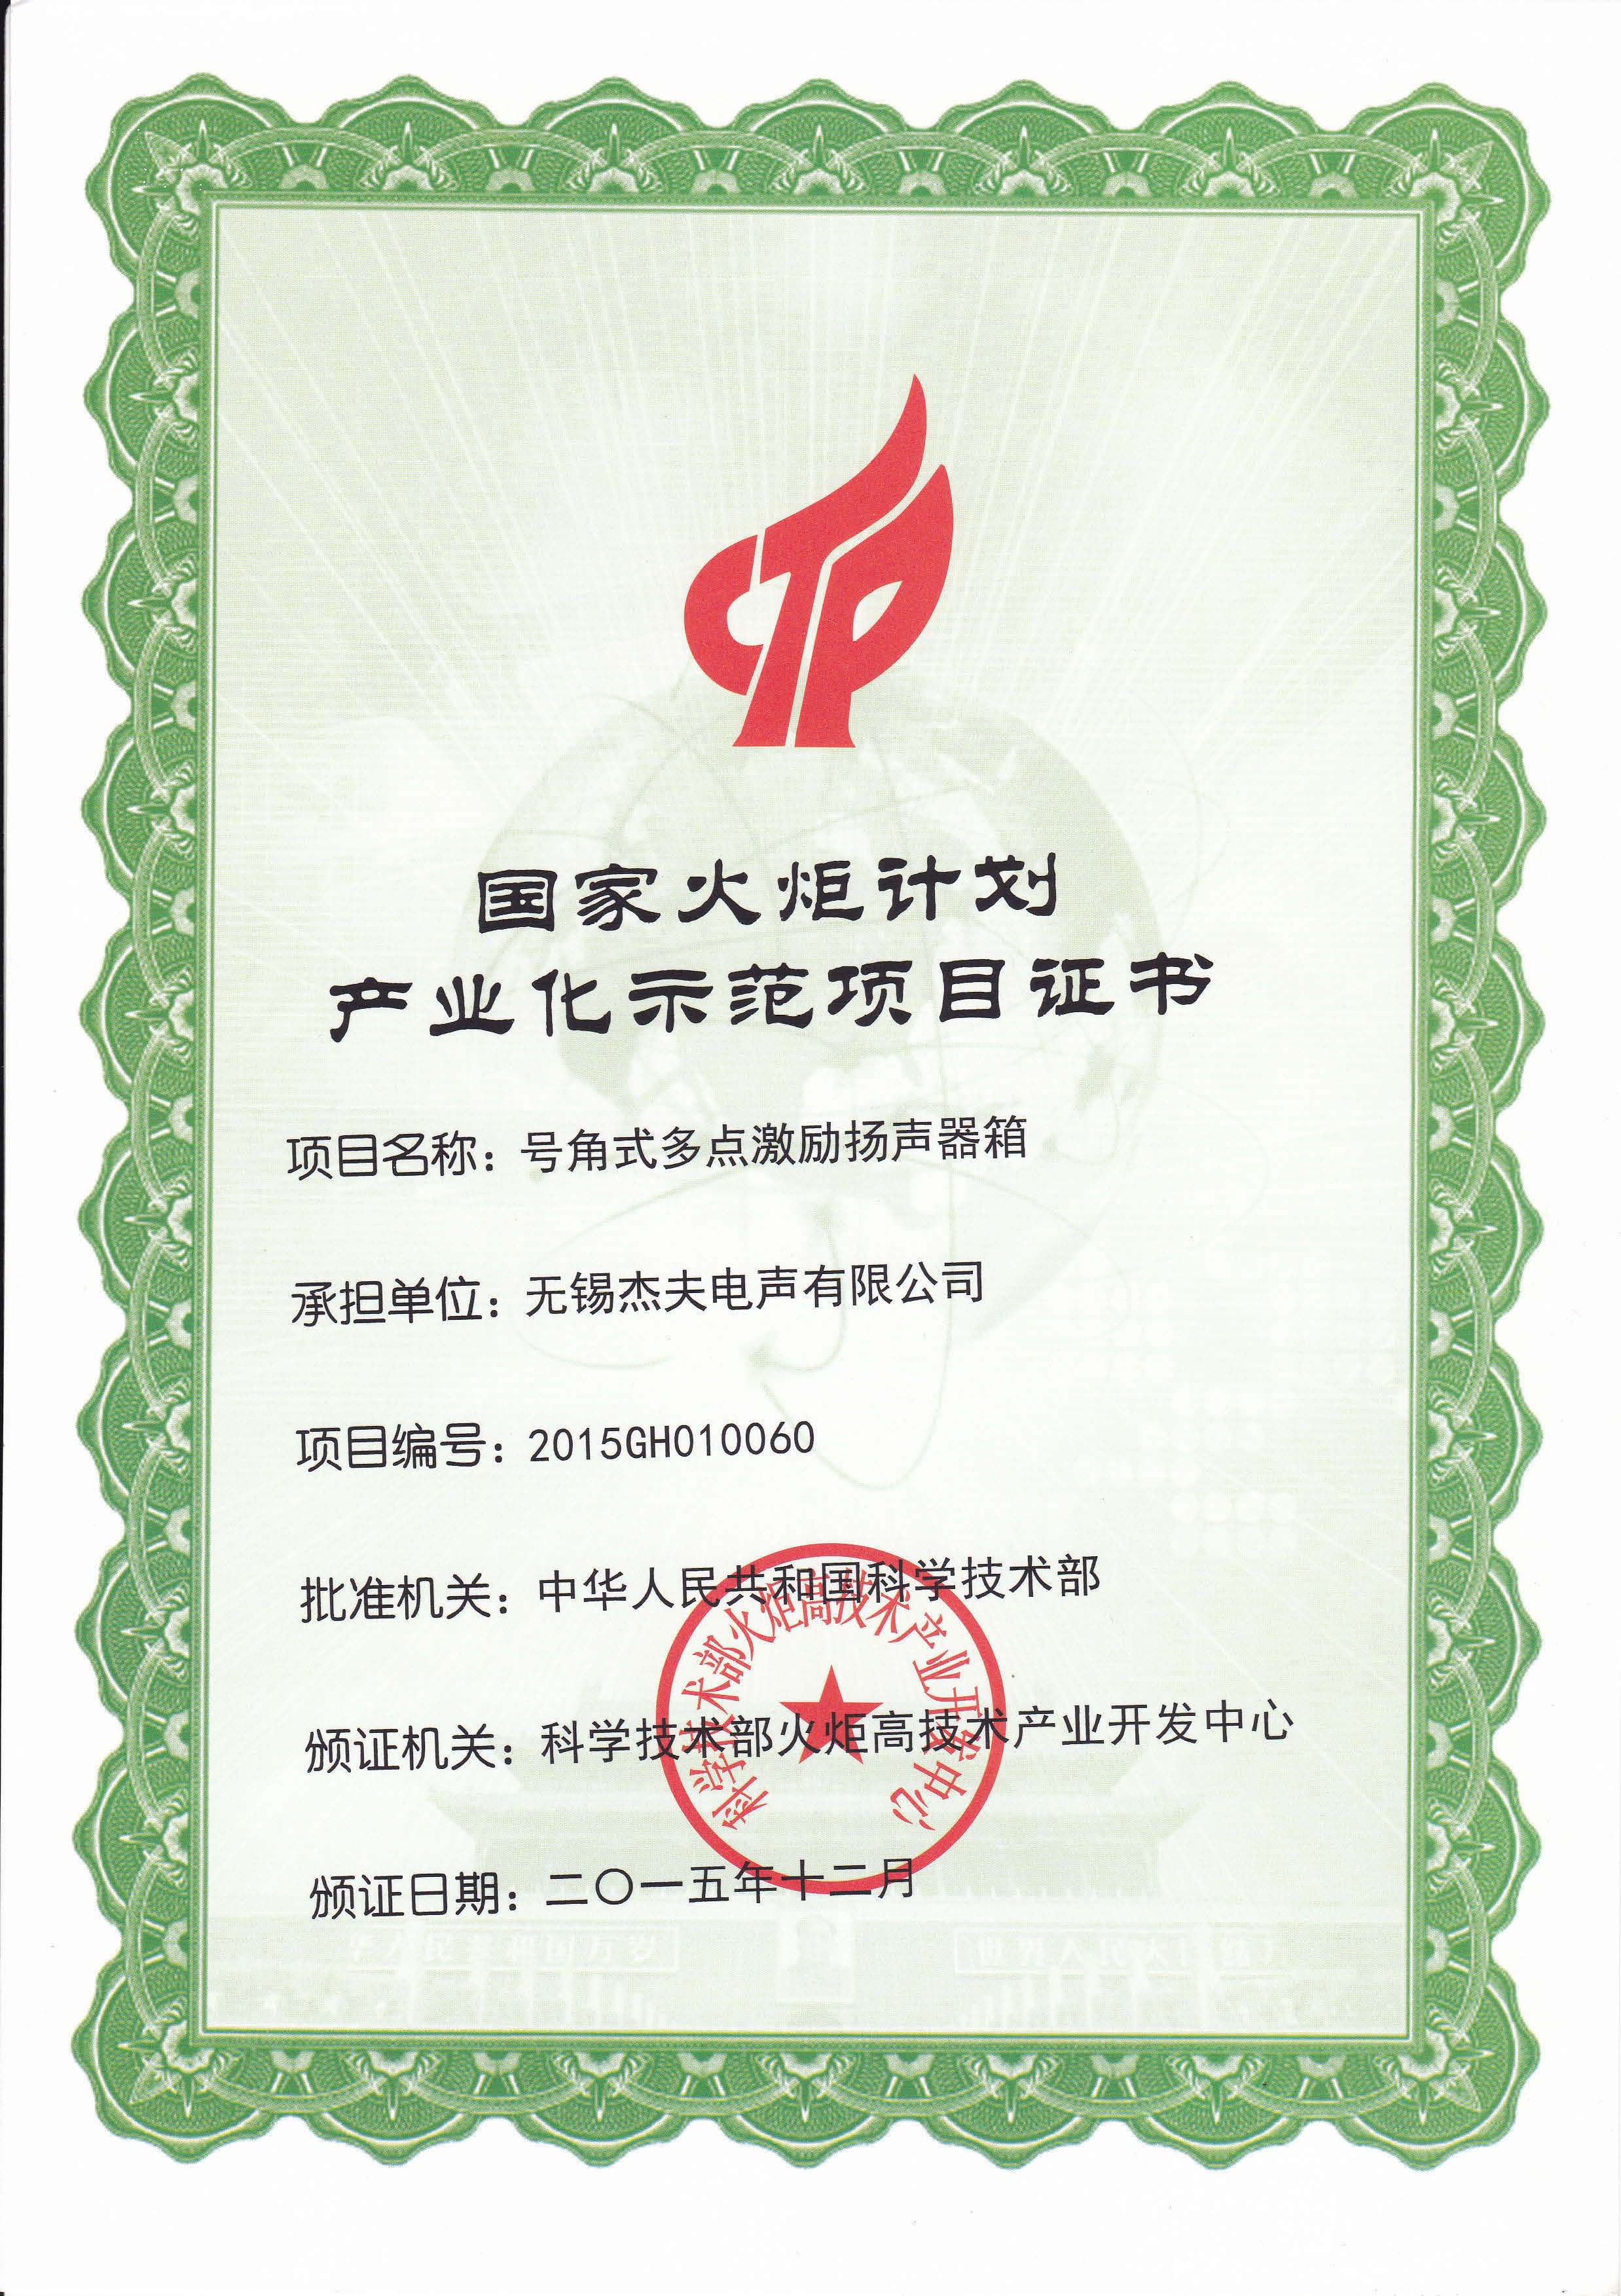 国家火炬计划
产业化示范项目证书
项目名称：号角式多点激励扬声器箱
承担单位：无锡杰夫电声有限公司
项目编号：2015GH010060
批准机关：中华人民共和国科学技术部
颁证机关：科学技术部火炬高技术产业开发中心
颁证日期：二〇一五年十二月
科学技术部火炬高技术产业开发中心